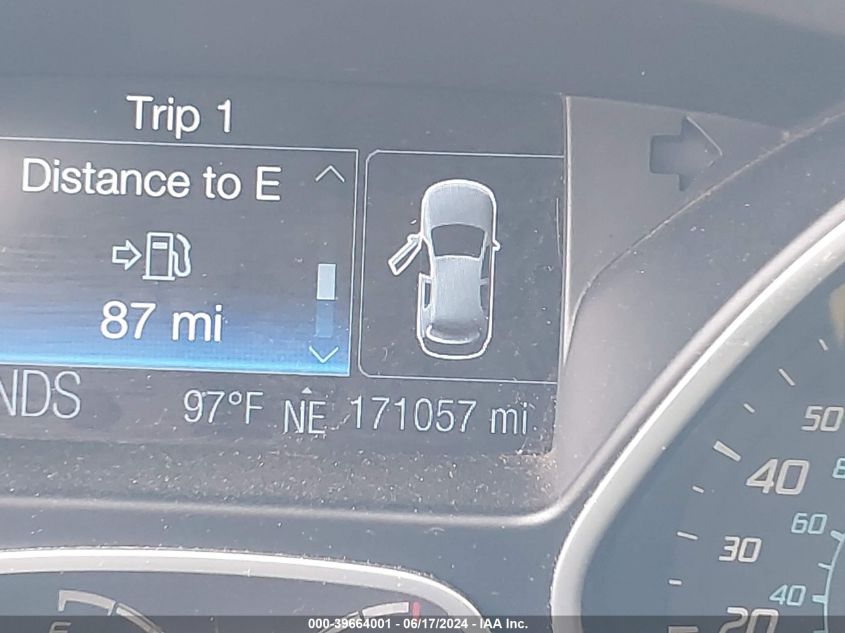 Trip 1
Distance to E
87 mi
NDS
97°F NE 171057 mi
50
40
60
30
40
20
000-39664001 - 06/17/2024 - IAA Inc.